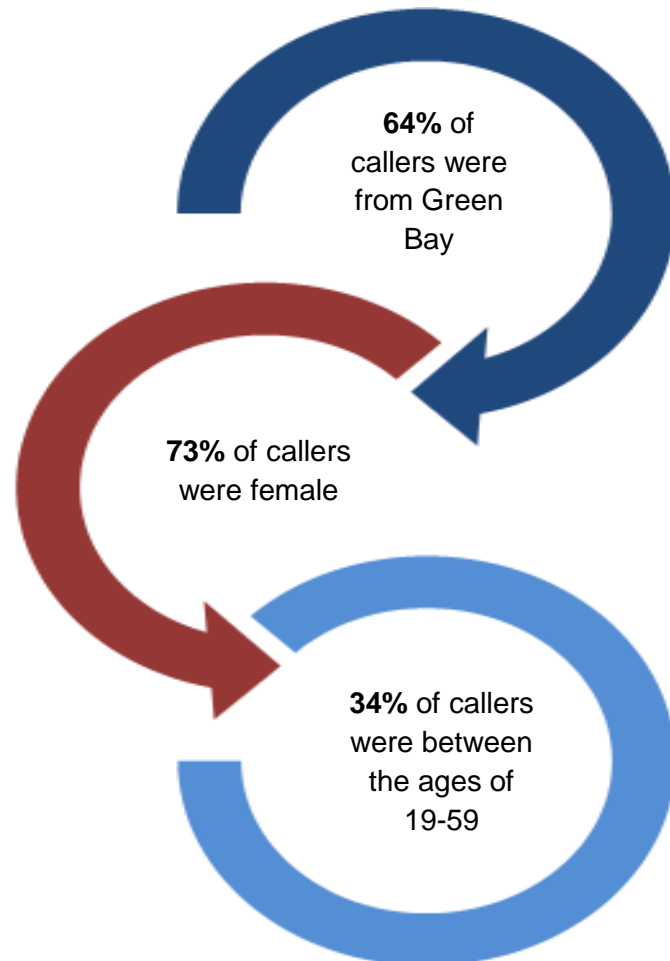 64% of
callers were
from Green
Bay
73% of callers
were female
34% of callers
were between
the ages of
19-59